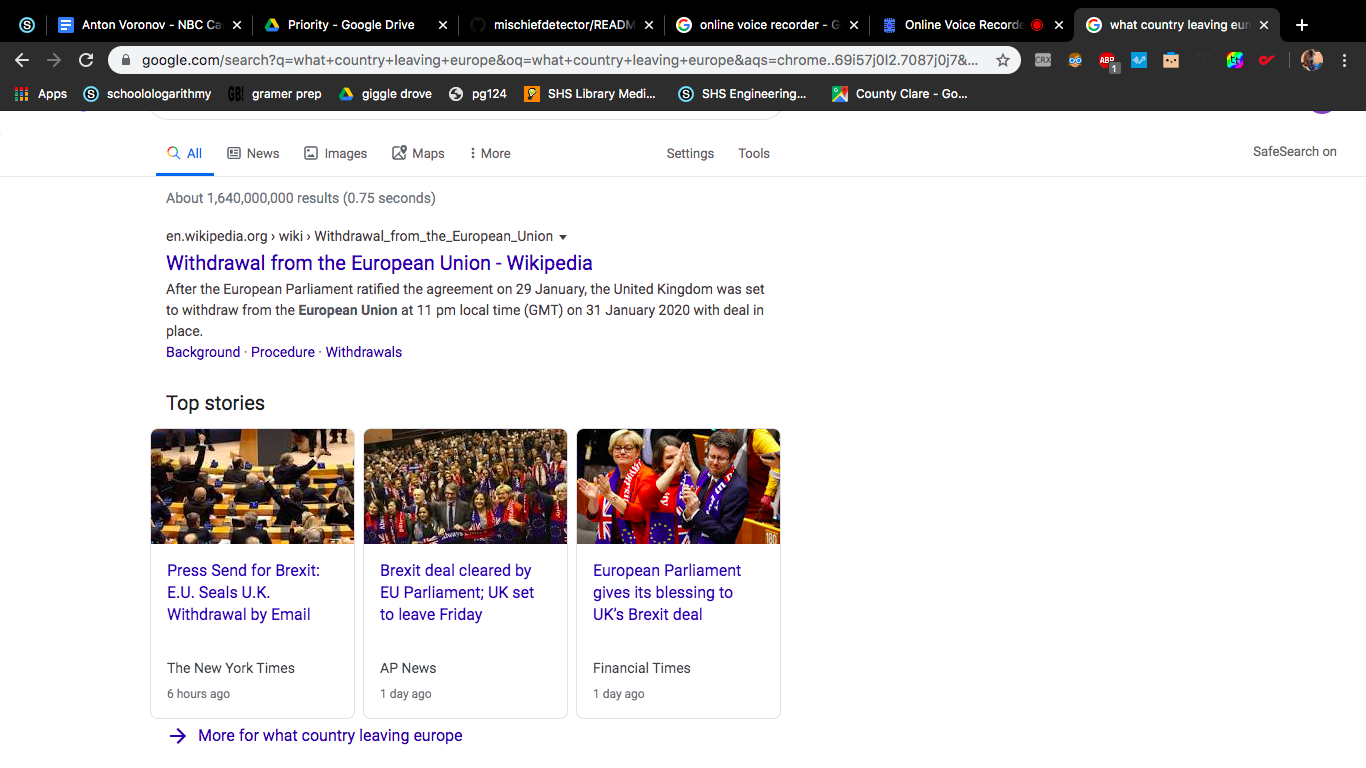 Anton Voronov - NBC Ca
Priority - Google Drive
mischiefdetector/READM
online voice recorder - G
Online Voice Recorde
what country leaving eur
google.com/search?q=what+country+leaving+europe&oq=what+country+leaving+europe&aqs=chrome..69i57j0l2.7087j0j7&...
CRX
ABP
1
Apps
schoolologarithmy
GB!
gramer prep
giggle drove
pg124
SHS Library Medi...
SHS Engineering...
County Clare - Go...
All
News
Images
Maps
More
Settings
Tools
SafeSearch on
About 1,640,000,000 results (0.75 seconds)
en.wikipedia.org › wiki › Withdrawal_from_the_European_Union
Withdrawal from the European Union - Wikipedia
After the European Parliament ratified the agreement on 29 January, the United Kingdom was set
to withdraw from the European Union at 11 pm local time (GMT) on 31 January 2020 with deal in
place.
Background · Procedure · Withdrawals
Top stories
180
Press Send for Brexit:
E.U. Seals U.K.
Withdrawal by Email
The New York Times
6 hours ago
Brexit deal cleared by
EU Parliament; UK set
to leave Friday
AP News
1 day ago
European Parliament
gives its blessing to
UK’s Brexit deal
Financial Times
1 day ago
More for what country leaving europe